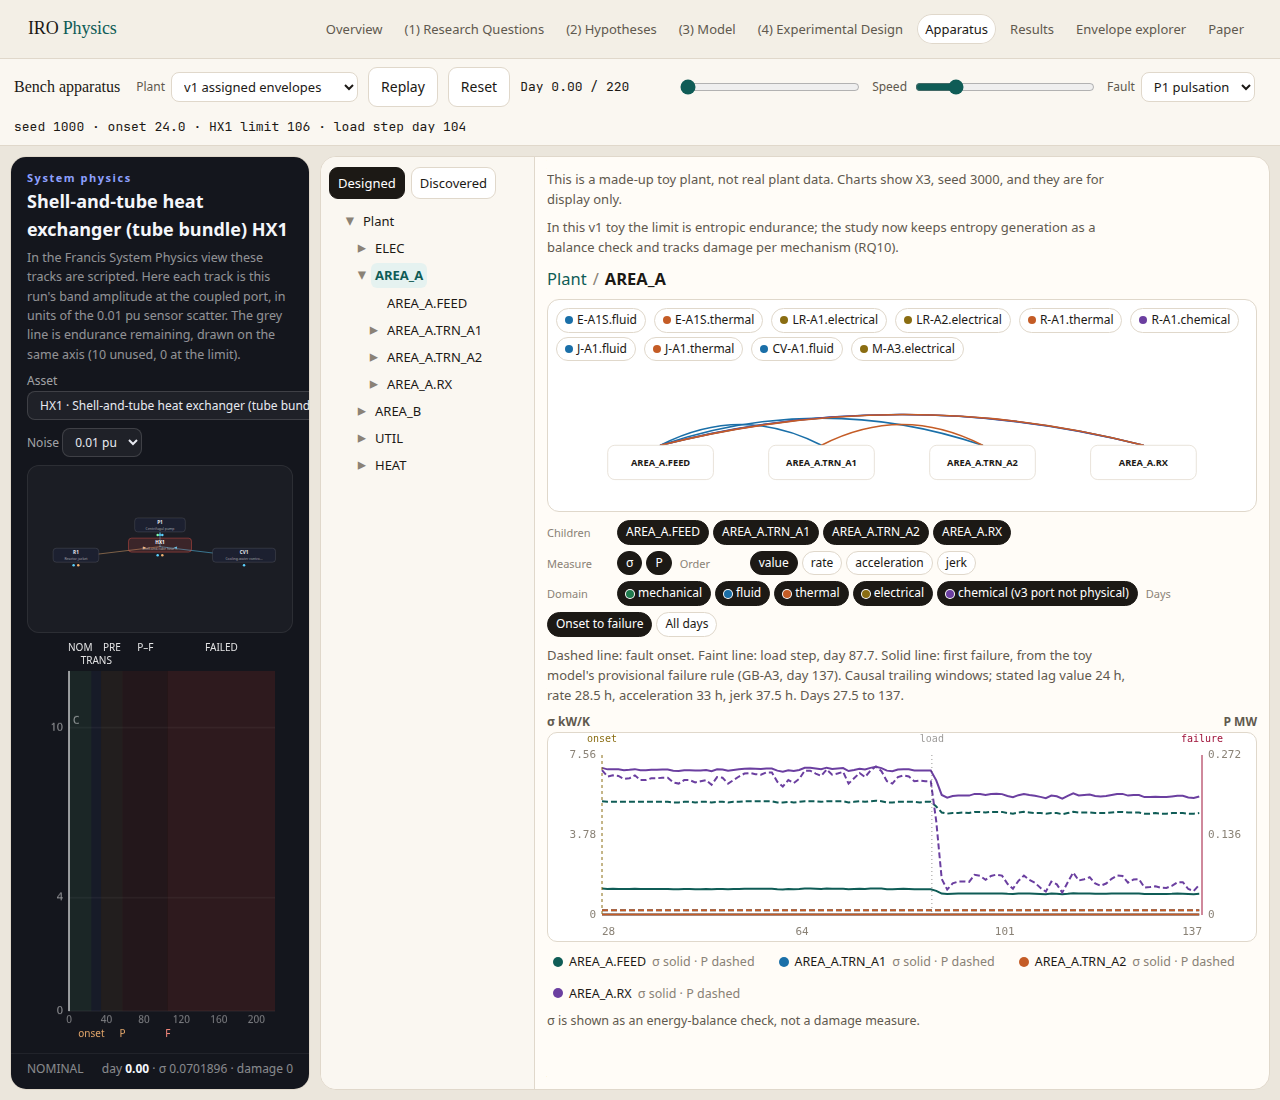 IRO Physics
Overview
(1) Research Questions
(2) Hypotheses
(3) Model
(4) Experimental Design
Apparatus
Results
Envelope explorer
Paper
Bench apparatus
Plant
v1 assigned envelopes
Replay
Reset
Day 0.00 / 220
Speed
Fault
P1 pulsation
seed 1000 · onset 24.0 · HX1 limit 106 · load step day 104
System physics
Shell-and-tube heat
exchanger (tube bundle) HX1
In the Francis System Physics view these
tracks are scripted. Here each track is this
run's band amplitude at the coupled port, in
units of the 0.01 pu sensor scatter. The grey
line is endurance remaining, drawn on the
same axis (10 unused, 0 at the limit).
Asset
HX1 · Shell-and-tube heat exchanger (tube bund
Noise
0.01 pu
P1
Centrifugal pump
HX1
R1
CV1
NOM
PRE
P–F
FAILED
TRANS
C
10
4
0
0
40
80
120
160
200
onset
P
F
NOMINAL
day 0.00 · σ 0.0701896 · damage 0
Designed
Discovered
▼ Plant
▶ ELEC
▼ AREA_A
AREA_A.FEED
▶ AREA_A.TRN_A1
▶ AREA_A.TRN_A2
▶ AREA_A.RX
▶ AREA_B
▶ UTIL
▶ HEAT
This is a made-up toy plant, not real plant data. Charts show X3, seed 3000, and they are for
display only.
In this v1 toy the limit is entropic endurance; the study now keeps entropy generation as a
balance check and tracks damage per mechanism (RQ10).
Plant / AREA_A
E-A1S.fluid
E-A1S.thermal
LR-A1.electrical
LR-A2.electrical
R-A1.thermal
R-A1.chemical
J-A1.fluid
J-A1.thermal
CV-A1.fluid
M-A3.electrical
AREA_A.FEED
AREA_A.TRN_A1
AREA_A.TRN_A2
AREA_A.RX
Children
AREA_A.FEED
AREA_A.TRN_A1
AREA_A.TRN_A2
AREA_A.RX
Measure
σ
P
Order
value
rate
acceleration
jerk
Domain
mechanical
fluid
thermal
electrical
chemical (v3 port not physical)
Days
Onset to failure
All days
Dashed line: fault onset. Faint line: load step, day 87.7. Solid line: first failure, from the toy
model's provisional failure rule (GB-A3, day 137). Causal trailing windows; stated lag value 24 h,
rate 28.5 h, acceleration 33 h, jerk 37.5 h. Days 27.5 to 137.
σ kW/K
P MW
onset
load
failure
7.56
0.272
3.78
0.136
0
0
28
64
101
137
AREA_A.FEED σ solid · P dashed
AREA_A.TRN_A1 σ solid · P dashed
AREA_A.TRN_A2 σ solid · P dashed
AREA_A.RX σ solid · P dashed
σ is shown as an energy-balance check, not a damage measure.